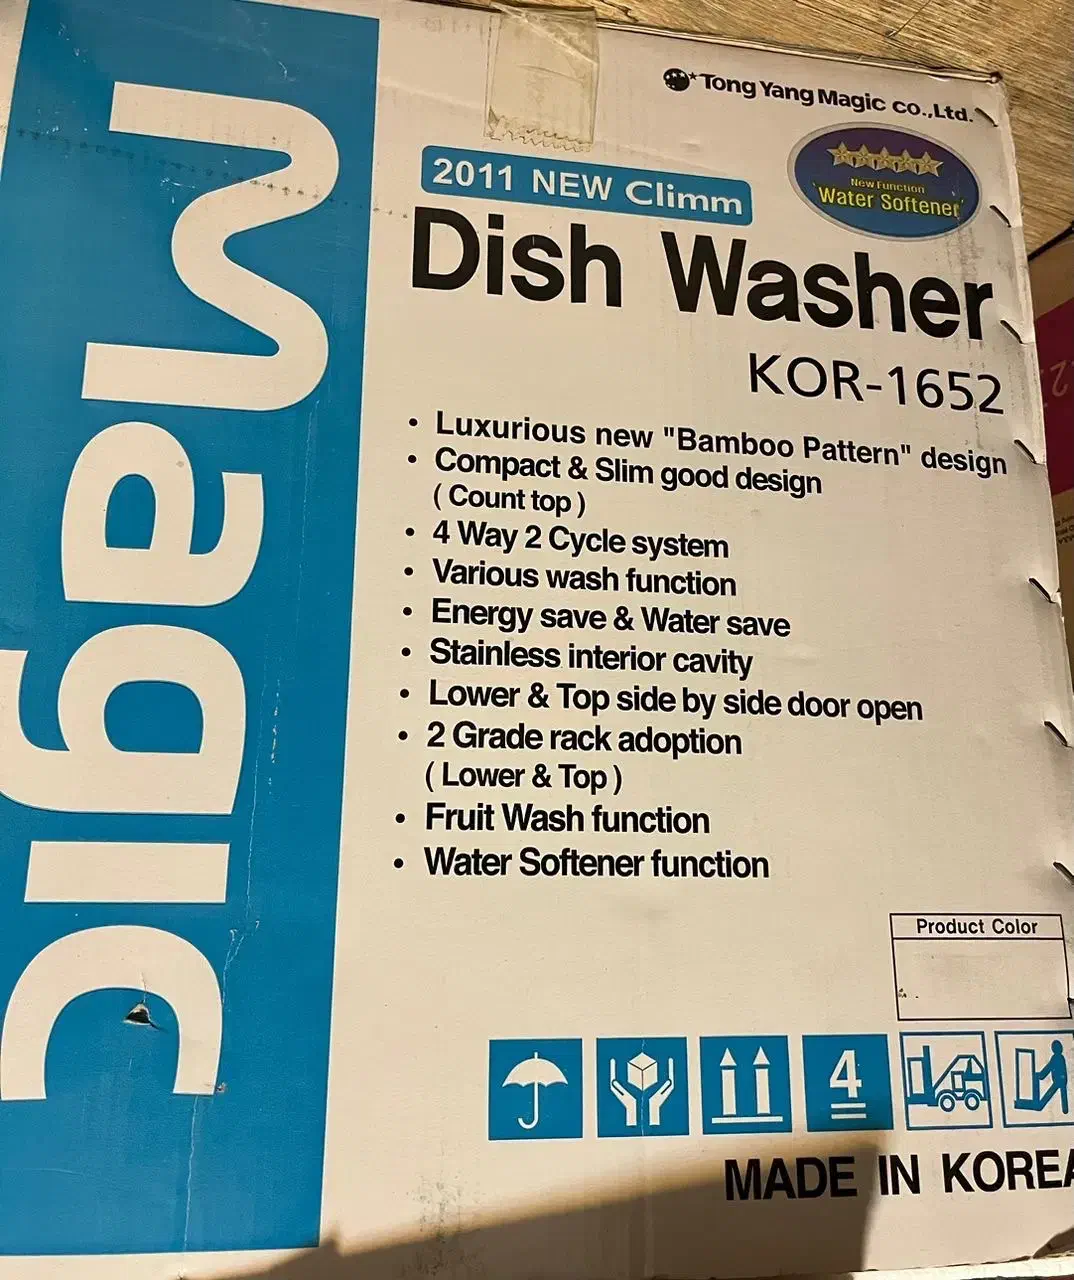 Magic
Tong Yang Magic co.,Ltd.
New Function
Water Softener
2011 NEW Climm
Dish Washer
KOR-1652
• Luxurious new "Bamboo Pattern" design
• Compact & Slim good design
( Count top )
• 4 Way 2 Cycle system
• Various wash function
• Energy save & Water save
• Stainless interior cavity
• Lower & Top side by side door open
• 2 Grade rack adoption
( Lower & Top )
• Fruit Wash function
• Water Softener function
Product Color
4
MADE IN KOREA